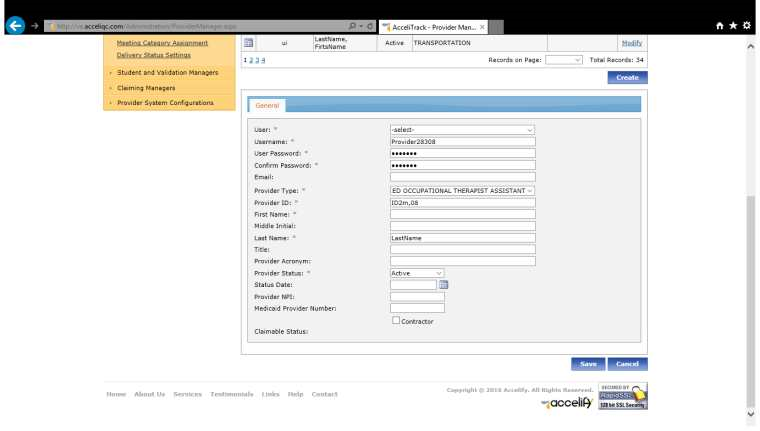 http://vs.acceliqc.com/Administration/ProviderManager.aspx
AcceliTrack - Provider Man... ×
Meeting Category Assignment
Delivery Status Settings
Student and Validation Managers
Claiming Managers
Provider System Configurations
ui LastName, FirtsName Active TRANSPORTATION Modify
1 2 3 4 Records on Page: Total Records: 34
Create
General
User: * -select-
Username: * Provider28308
User Password: * •••••••
Confirm Password: * •••••••
Email:
Provider Type: * ED OCCUPATIONAL THERAPIST ASSISTANT
Provider ID: * ID2m,08
First Name: *
Middle Initial:
Last Name: * LastName
Title:
Provider Acronym:
Provider Status: * Active
Status Date:
Provider NPI:
Medicaid Provider Number:
Contractor
Claimable Status:
Save Cancel
Home About Us Services Testimonials Links Help Contact
Copyright © 2016 Accelify. All Rights Reserved.
accelify
SECURED BY
RapidSSL
128 bit SSL Security